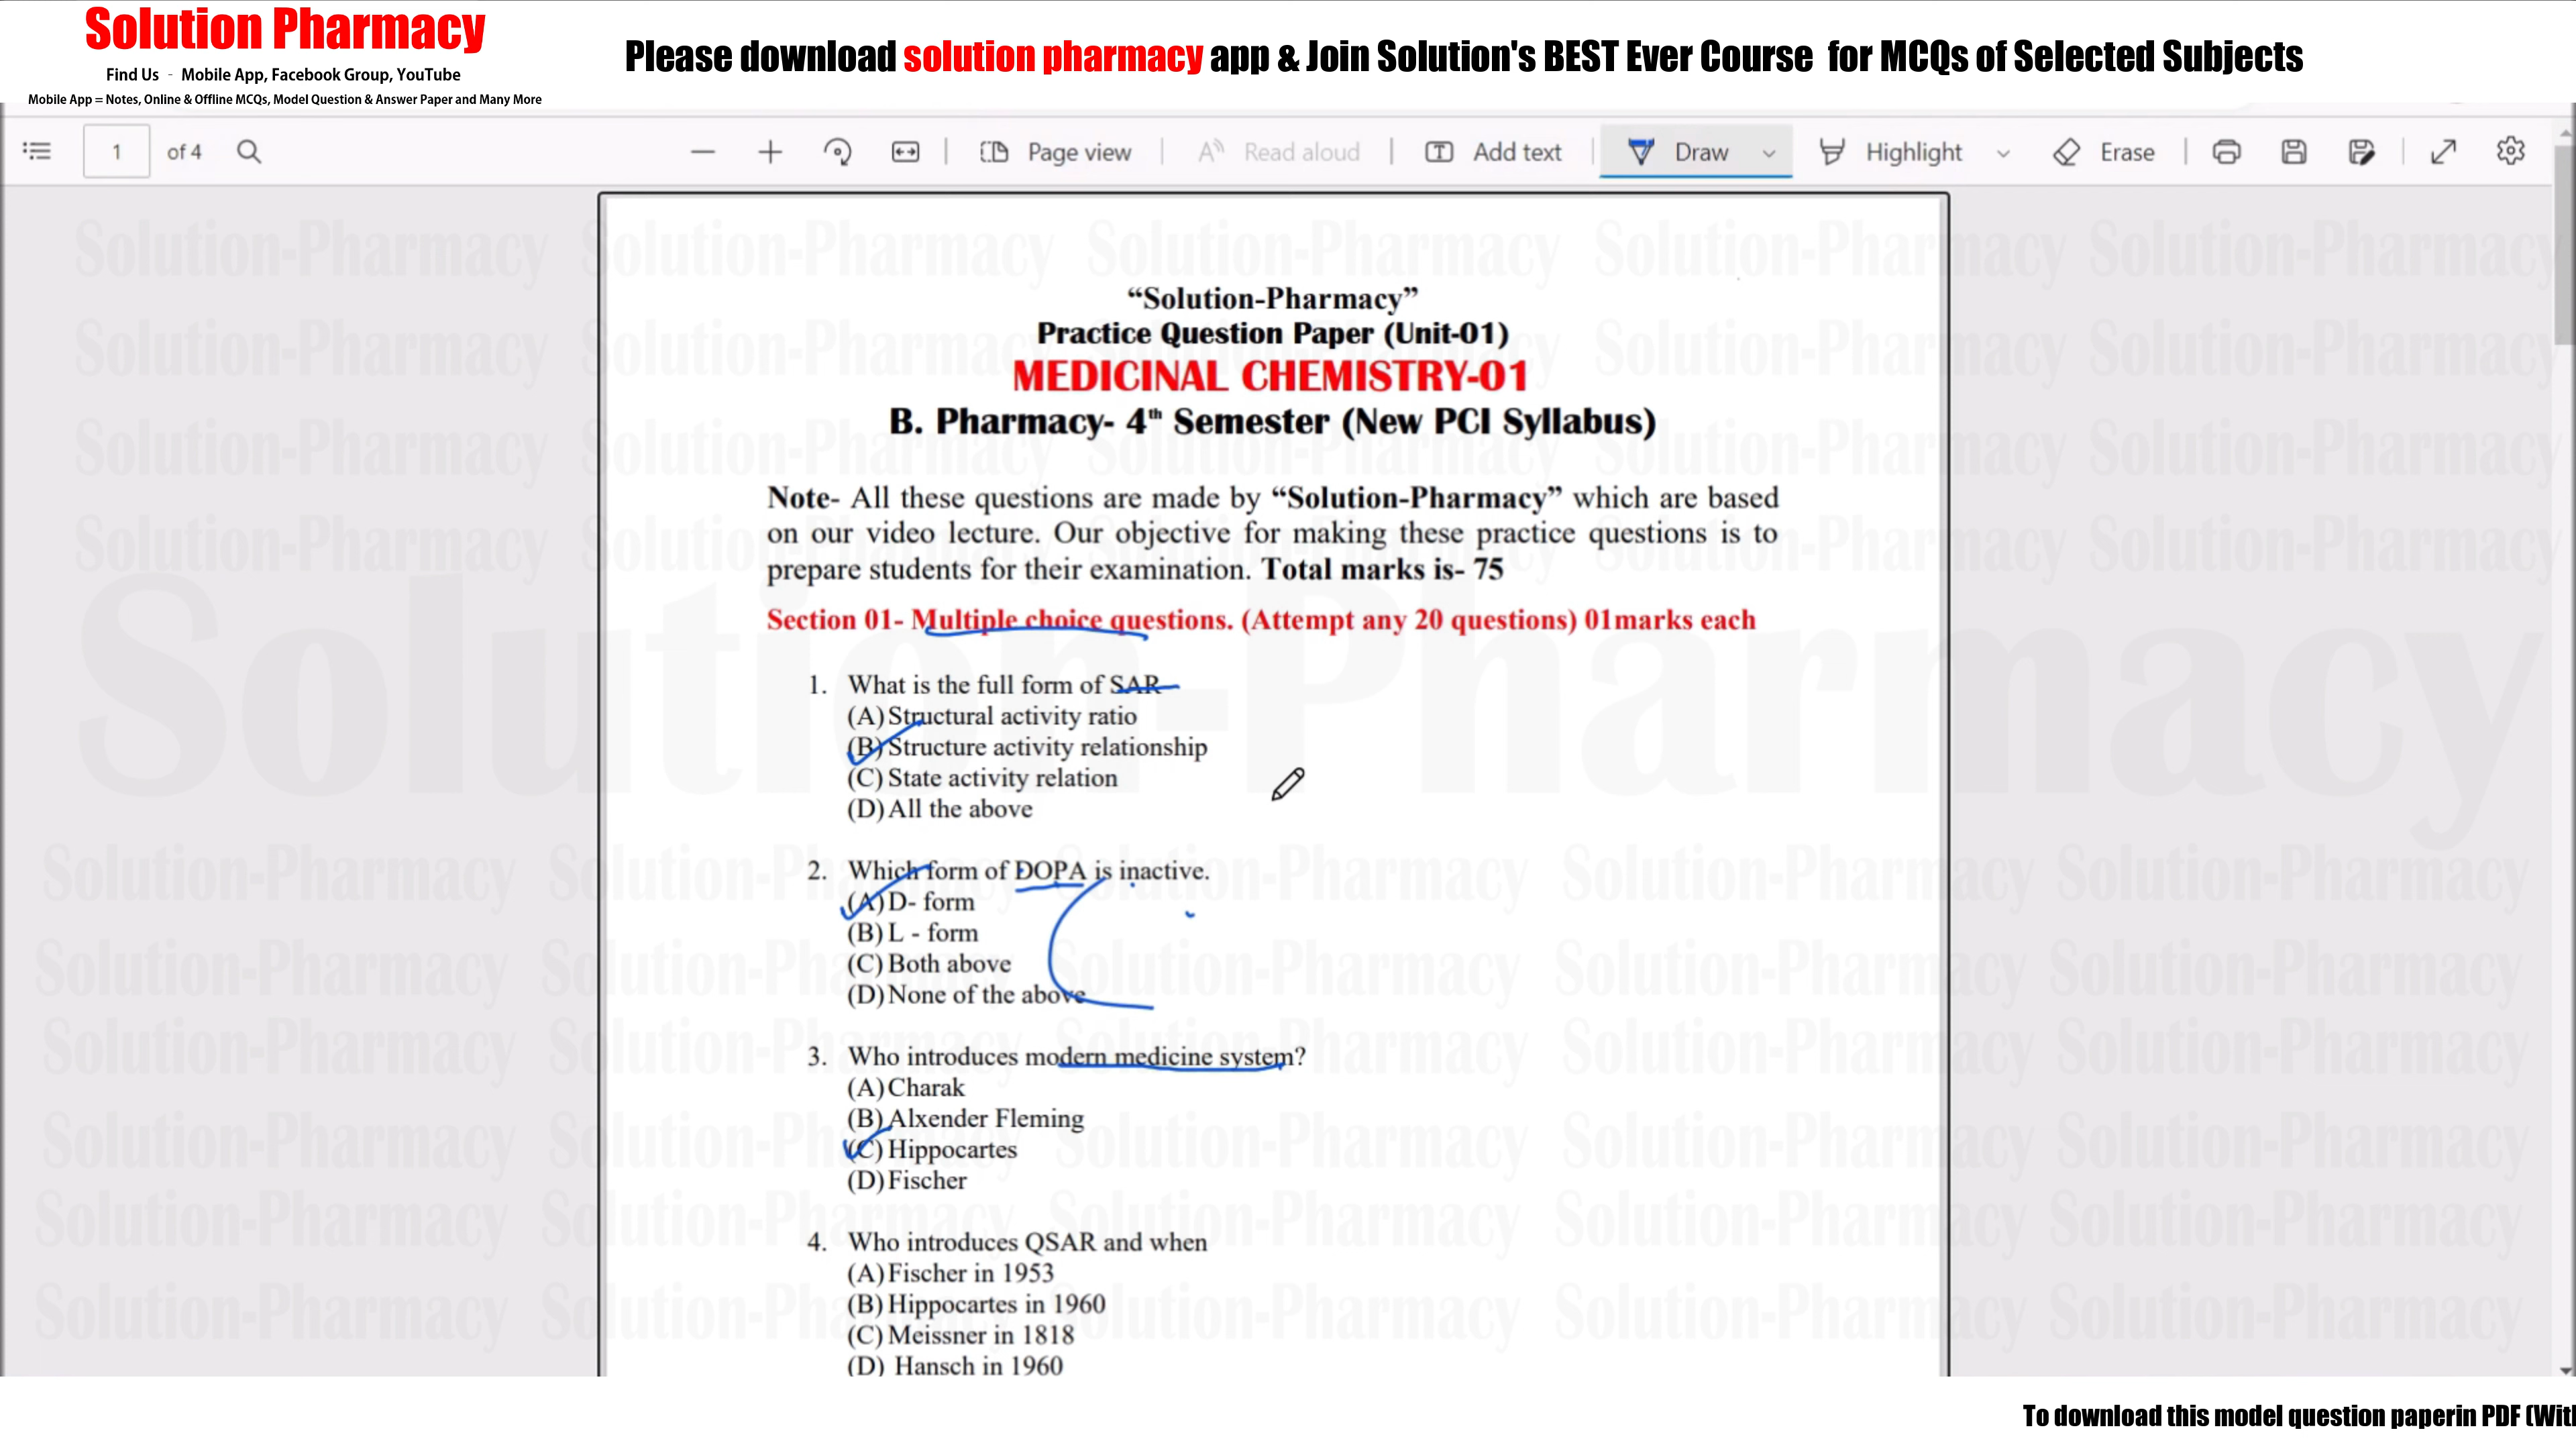 Solution Pharmacy
Find Us - Mobile App, Facebook Group, YouTube
Mobile App = Notes, Online & Offline MCQs, Model Question & Answer Paper and Many More
Please download solution pharmacy app & Join Solution's BEST Ever Course for MCQs of Selected Subjects
1 of 4 Page view Read aloud Add text Draw Highlight Erase
“Solution-Pharmacy”
Practice Question Paper (Unit-01)
MEDICINAL CHEMISTRY-01
B. Pharmacy- 4th Semester (New PCI Syllabus)
Note- All these questions are made by “Solution-Pharmacy” which are based
on our video lecture. Our objective for making these practice questions is to
prepare students for their examination. Total marks is- 75
Section 01- Multiple choice questions. (Attempt any 20 questions) 01marks each
1. What is the full form of SAR
(A) Structural activity ratio
(B) Structure activity relationship
(C) State activity relation
(D) All the above
2. Which form of DOPA is inactive.
(A) D- form
(B) L - form
(C) Both above
(D) None of the above
3. Who introduces modern medicine system?
(A) Charak
(B) Alxender Fleming
(C) Hippocartes
(D) Fischer
4. Who introduces QSAR and when
(A) Fischer in 1953
(B) Hippocartes in 1960
(C) Meissner in 1818
(D) Hansch in 1960
Solution-Pharmacy
To download this model question paperin PDF (Wit